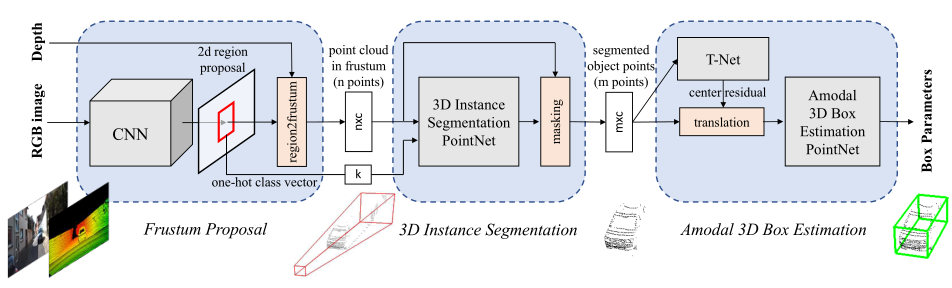 Depth
RGB image
CNN
2d region
proposal
region2frustum
one-hot class vector
Frustum Proposal
point cloud
in frustum
(n points)
nxc
k
3D Instance
Segmentation
PointNet
masking
3D Instance Segmentation
segmented
object points
(m points)
mxc
T-Net
center residual
translation
Amodal
3D Box
Estimation
PointNet
Amodal 3D Box Estimation
Box Parameters